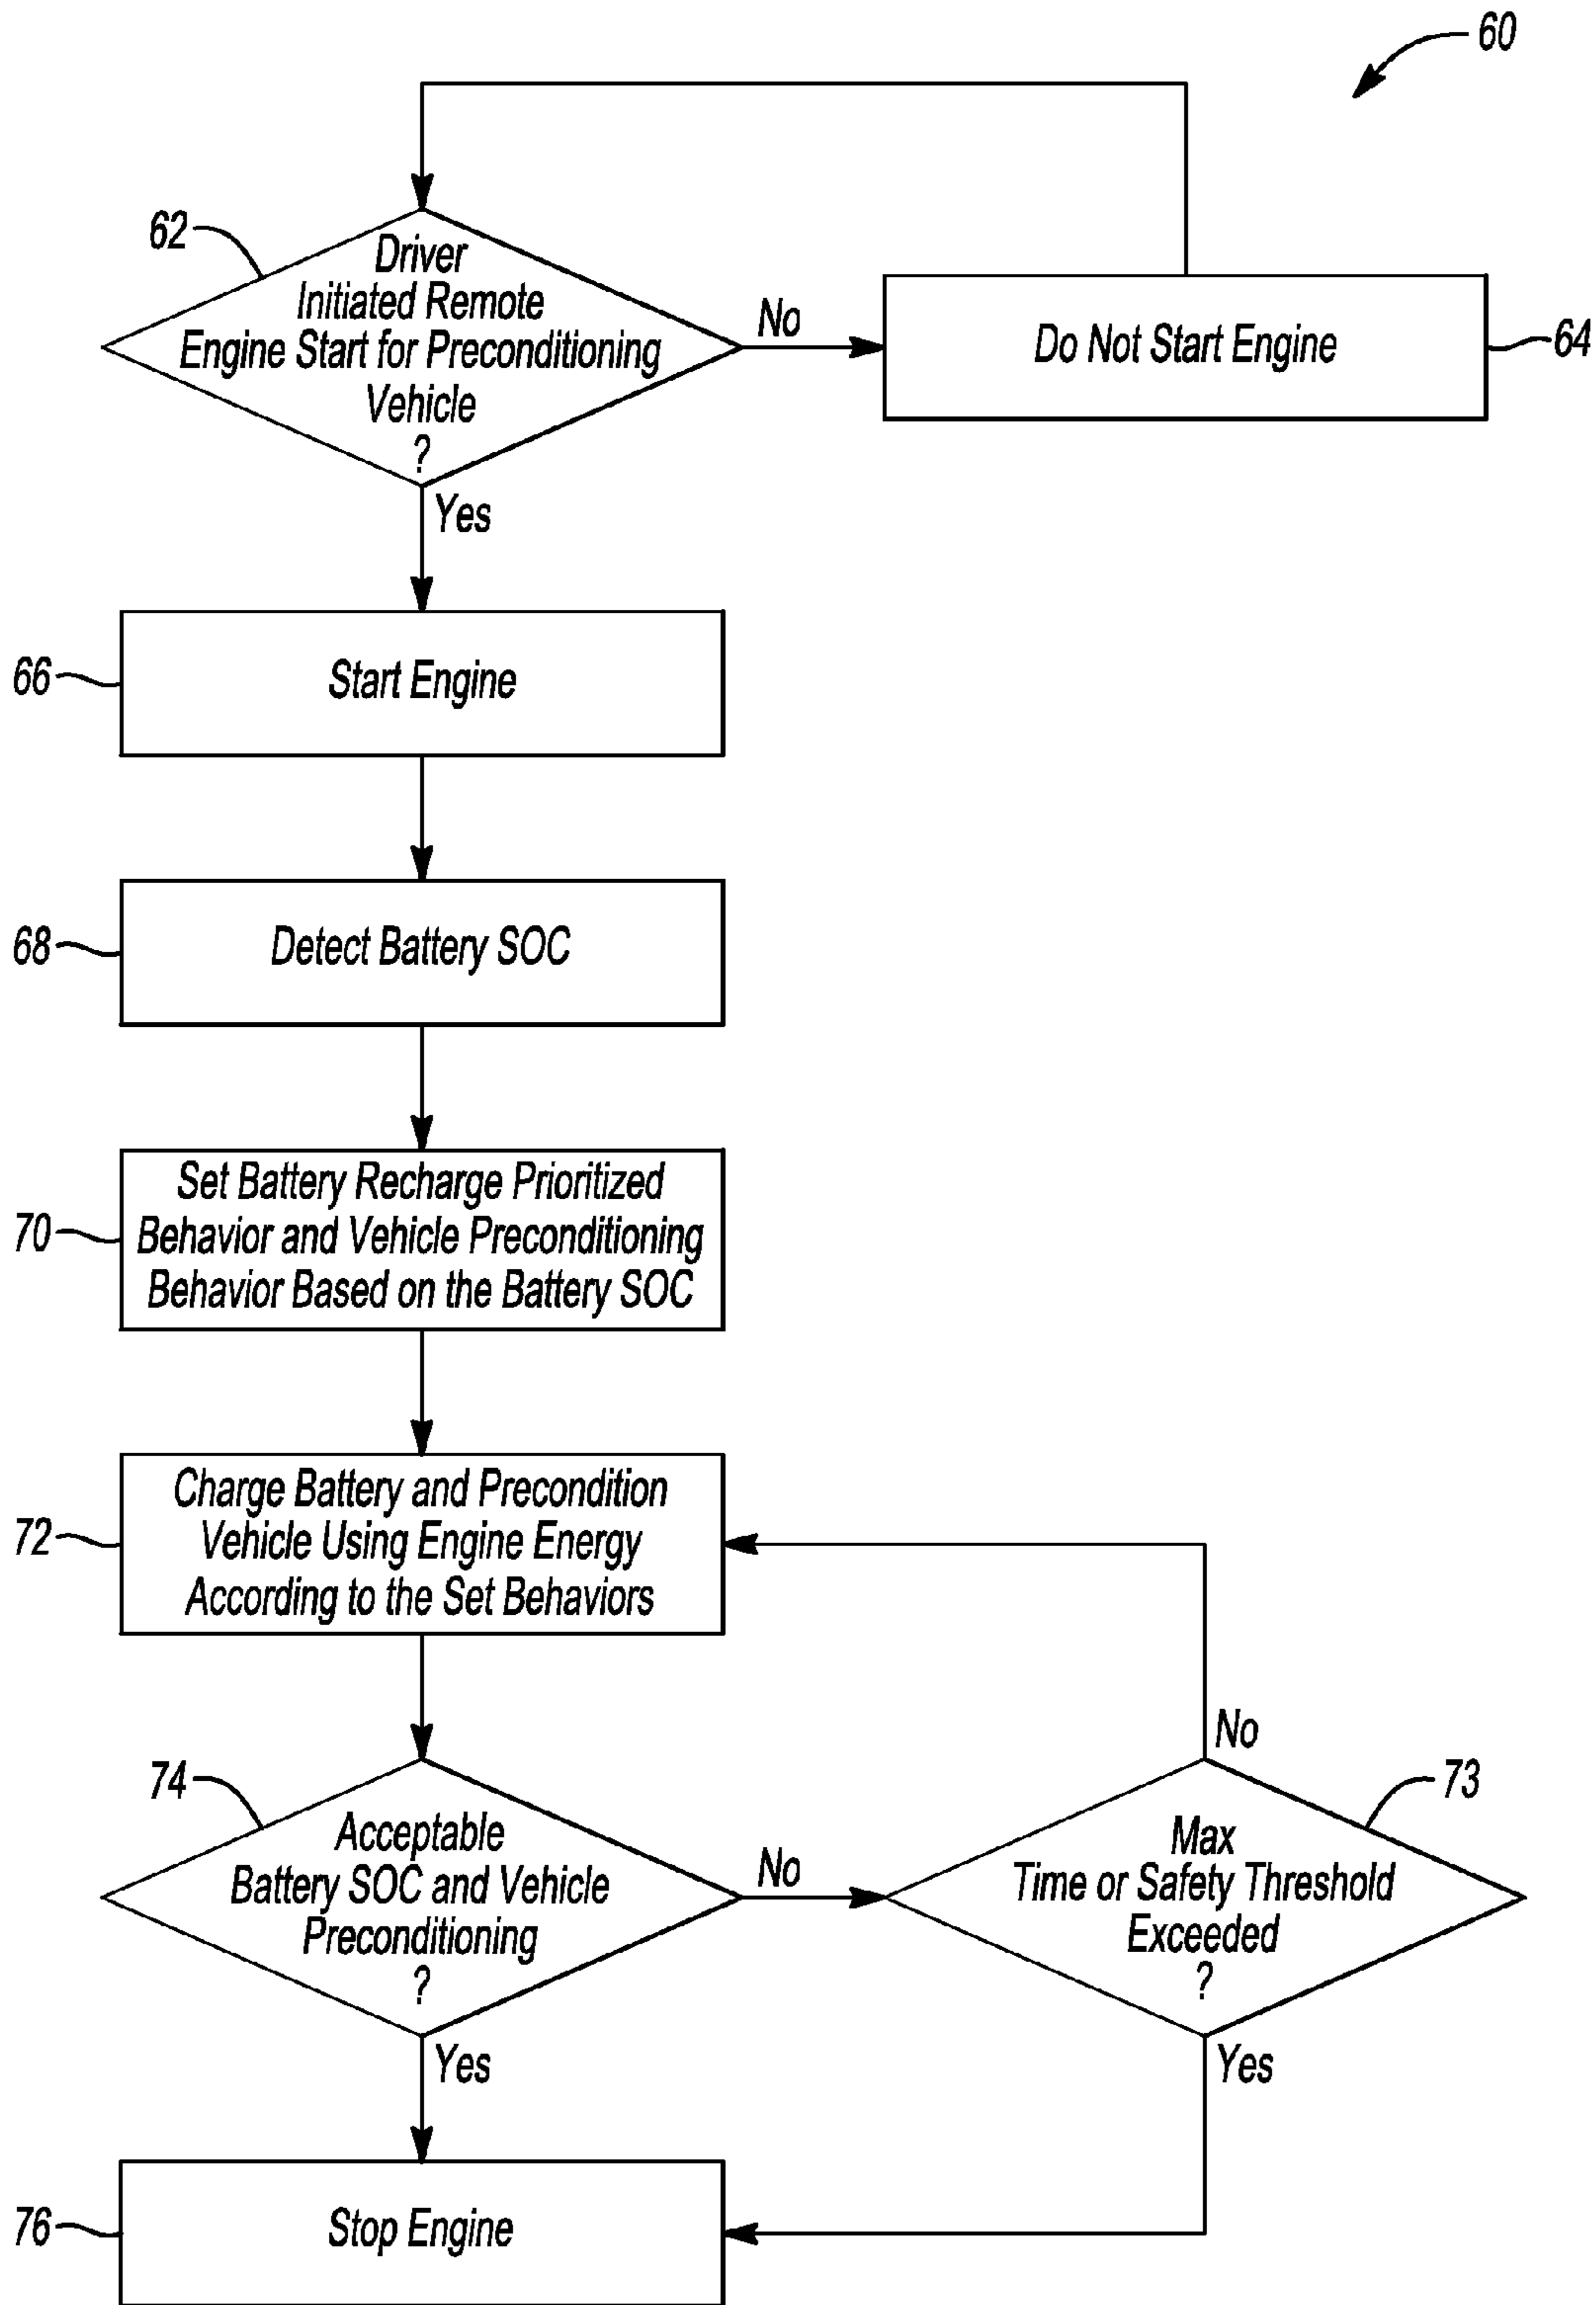 60
62
Driver
Initiated Remote
Engine Start for Preconditioning
Vehicle
?
No
Do Not Start Engine
64
Yes
66
Start Engine
68
Detect Battery SOC
70
Set Battery Recharge Prioritized
Behavior and Vehicle Preconditioning
Behavior Based on the Battery SOC
72
Charge Battery and Precondition
Vehicle Using Engine Energy
According to the Set Behaviors
No
74
73
Acceptable
Battery SOC and Vehicle
Preconditioning
?
No
Max
Time or Safety Threshold
Exceeded
?
Yes
Yes
76
Stop Engine